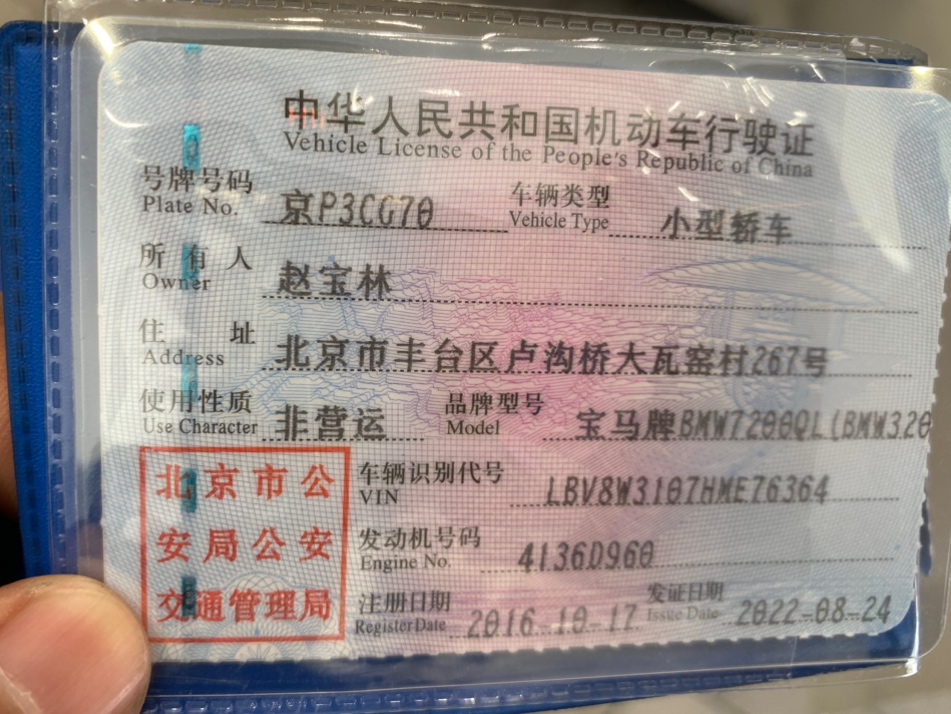 中华人民共和国机动车行驶证
Vehicle License of the People's Republic of China
号牌号码 京P3CG70 车辆类型 小型轿车
Plate No. Vehicle Type
所有人 赵宝林
Owner
住址 北京市丰台区卢沟桥大瓦窑村267号
Address
使用性质 非营运 品牌型号 宝马牌BMW7200QL(BMW320
Use Character Model
北京市公 车辆识别代号 LBV8W3107HME76364
VIN
安局公安 发动机号码 4136D960
Engine No.
交通管理局 注册日期 2016-10-17 发证日期 2022-08-24
Register Date Issue Date